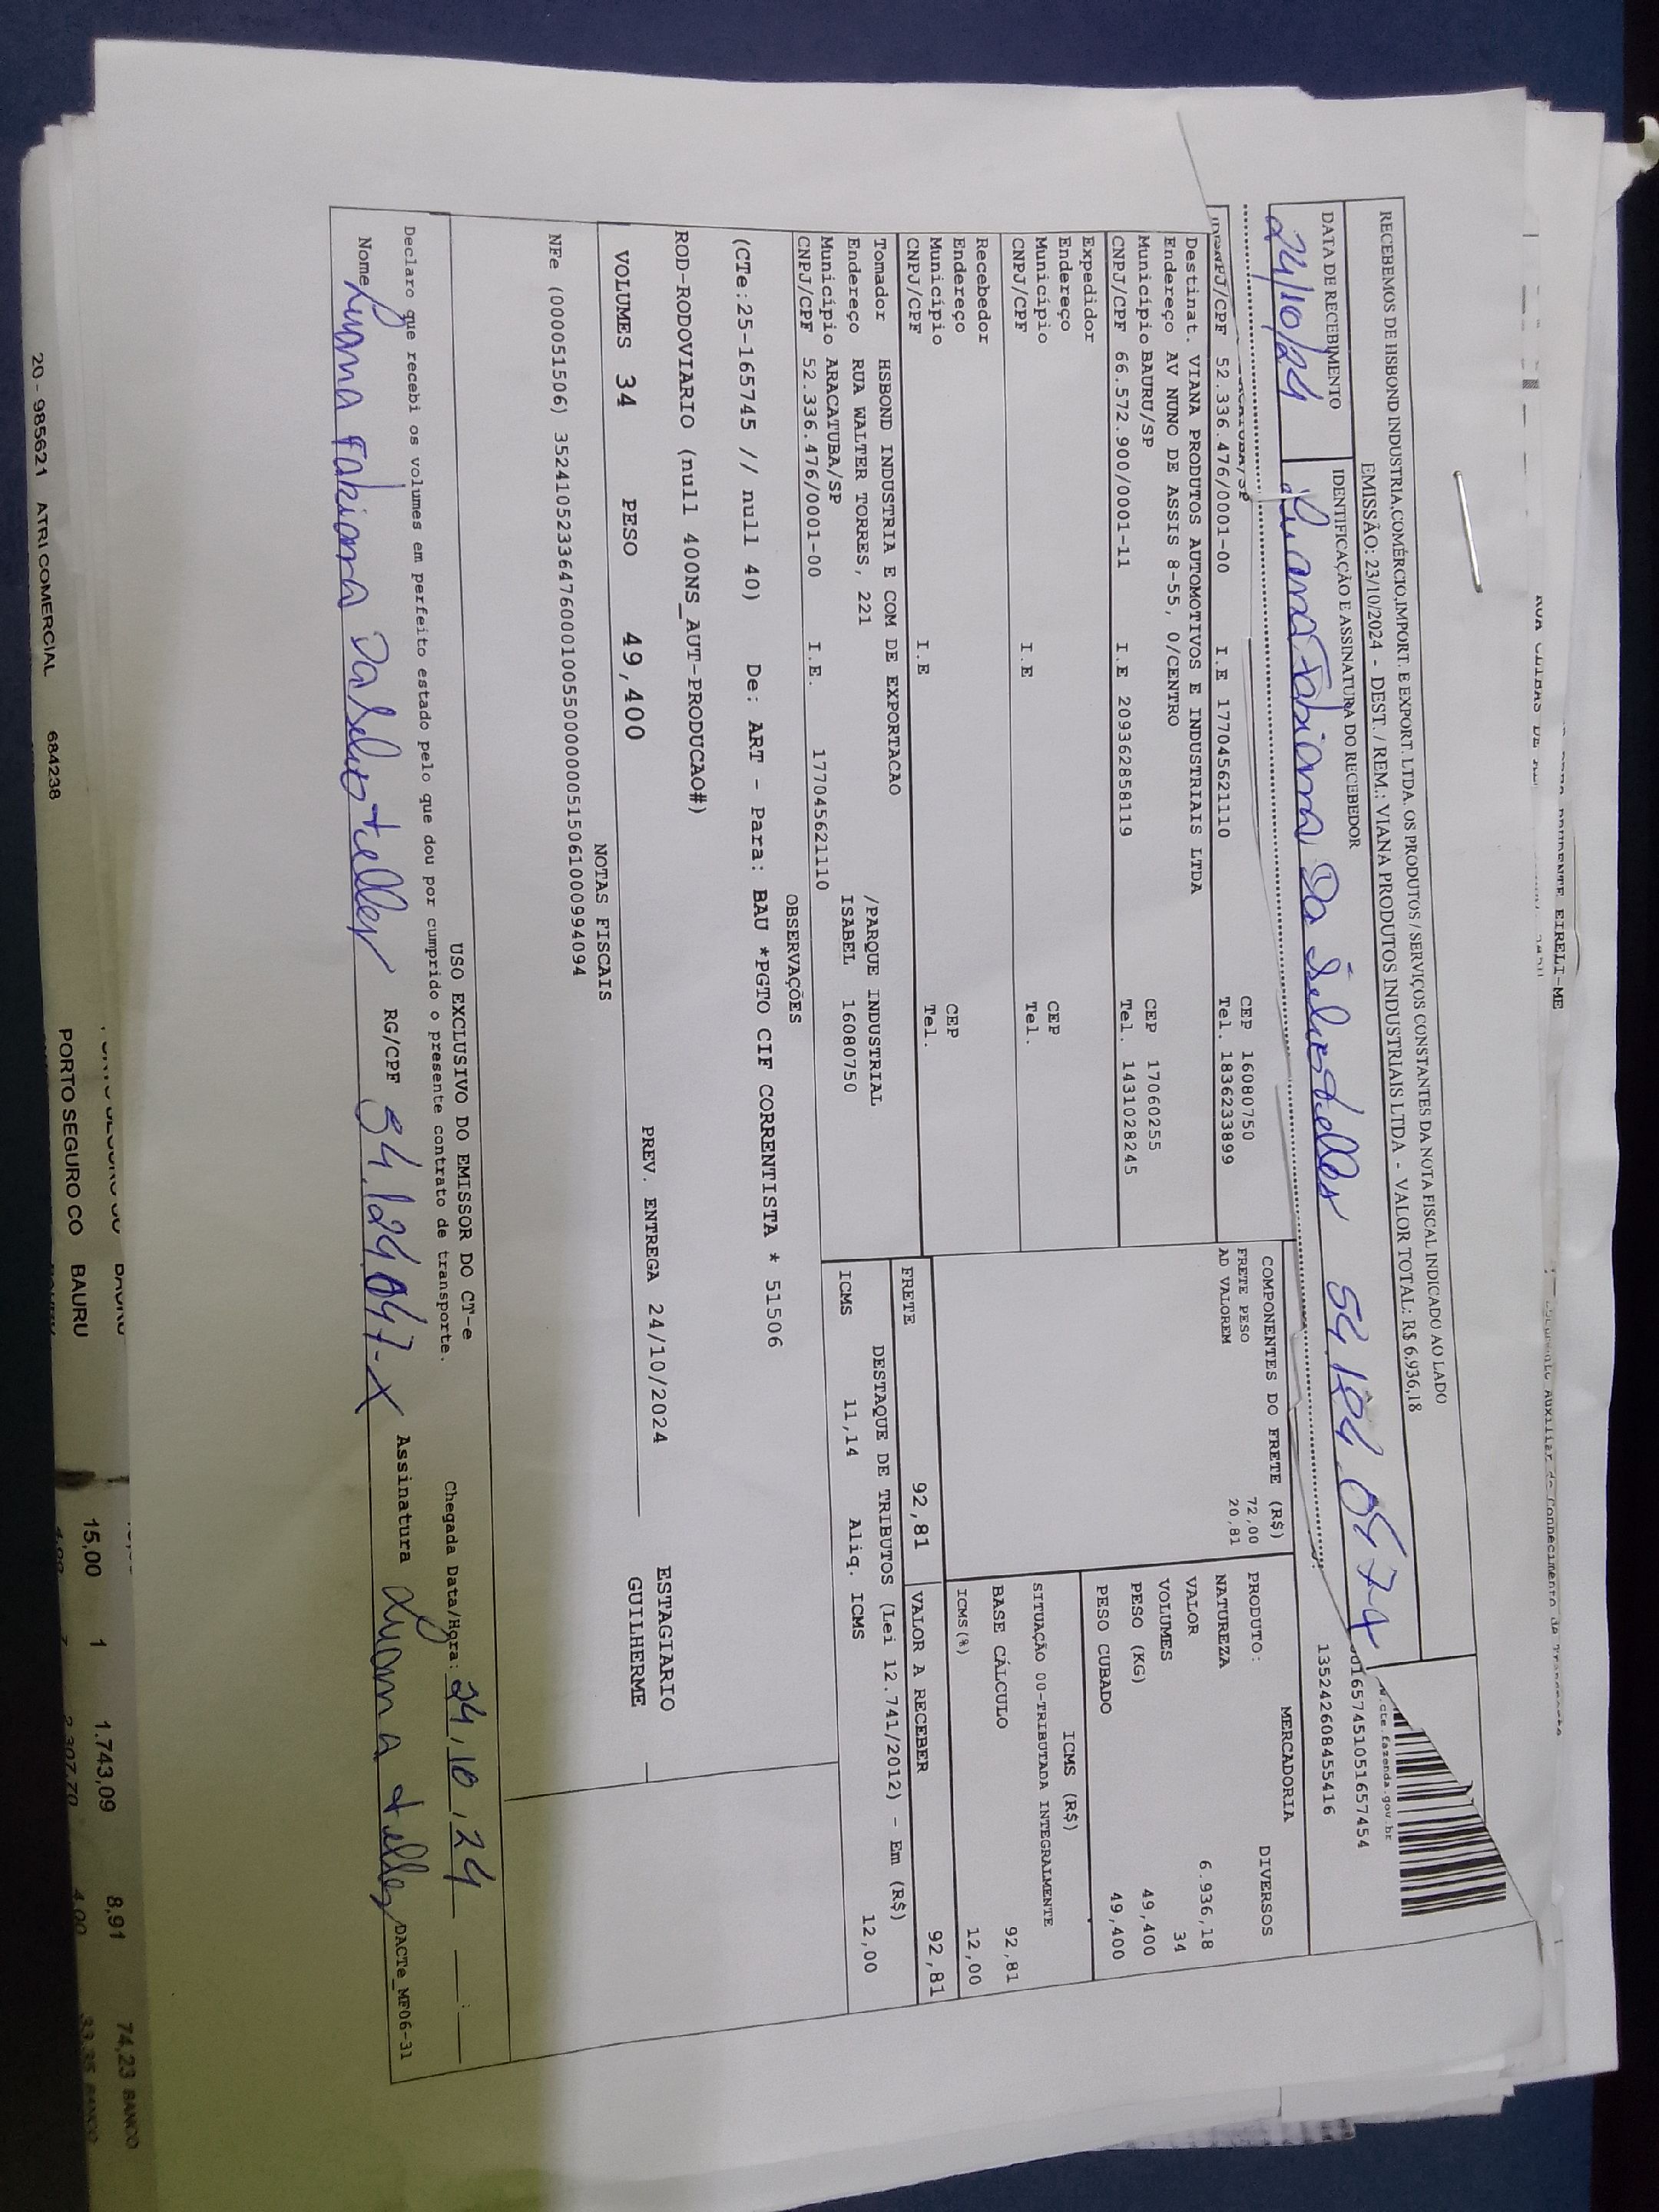 RECEBEMOS DE HSBOND INDUSTRIA,COMÉRCIO,IMPORT. E EXPORT. LTDA. OS PRODUTOS / SERVIÇOS CONSTANTES DA NOTA FISCAL INDICADO AO LADO
EMISSÃO: 23/10/2024 - DEST. / REM.: VIANA PRODUTOS INDUSTRIAIS LTDA - VALOR TOTAL: R$ 6.936,18
DATA DE RECEBIMENTO IDENTIFICAÇÃO E ASSINATURA DO RECEBEDOR
24/10/24 Luana Fabiana Da Silva telles
135242608455416
CEP 16080750
CNPJ/CPF 52.336.476/0001-00 I.E 177045621110 Tel. 1836233899
Destinat. VIANA PRODUTOS AUTOMOTIVOS E INDUSTRIAIS LTDA
Endereço AV NUNO DE ASSIS 8-55, 0/CENTRO
Município BAURU/SP CEP 17060255
CNPJ/CPF 66.572.900/0001-11 I.E 209362858119 Tel. 1431028245
Expedidor
Endereço
Município CEP
CNPJ/CPF I.E Tel.
Recebedor
Endereço
Município CEP
CNPJ/CPF I.E Tel.
COMPONENTES DO FRETE (R$)
FRETE PESO 72,00
AD VALOREM 20,81
MERCADORIA
PRODUTO: DIVERSOS
NATUREZA
VALOR 6.936,18
VOLUMES 34
PESO (KG) 49,400
PESO CUBADO 49,400
ICMS (R$)
SITUAÇÃO 00-TRIBUTADA INTEGRALMENTE
BASE CÁLCULO 92,81
ICMS(%) 12,00
FRETE 92,81 VALOR A RECEBER 92,81
Tomador HSBOND INDUSTRIA E COM DE EXPORTACAO
Endereço RUA WALTER TORRES, 221 /PARQUE INDUSTRIAL
Município ARACATUBA/SP ISABEL 16080750
CNPJ/CPF 52.336.476/0001-00 I.E. 177045621110
DESTAQUE DE TRIBUTOS (Lei 12.741/2012) - Em (R$)
ICMS 11,14 Aliq. ICMS 12,00
OBSERVAÇÕES
(CTe:25-165745 // null 40) De: ART - Para: BAU *PGTO CIF CORRENTISTA * 51506
ROD-RODOVIARIO (null 400NS_AUT-PRODUCAO#)
VOLUMES 34 PESO 49,400 PREV. ENTREGA 24/10/2024
ESTAGIARIO
GUILHERME
NOTAS FISCAIS
NFe (000051506) 35241052336476000100550000000515061000994094
USO EXCLUSIVO DO EMISSOR DO CT-e
Declaro que recebi os volumes em perfeito estado pelo que dou por cumprido o presente contrato de transporte.
Chegada Data/Hora: 24,10,24
Nome Luana Fabiana Da Silva telles RG/CPF Assinatura Luana telles
DACTe_MF06-31
20 - 985621 ATRI COMERCIAL 684238
PORTO SEGURO CO BAURU 15,00 1 1.743,09 8,91 74,23 BANCO